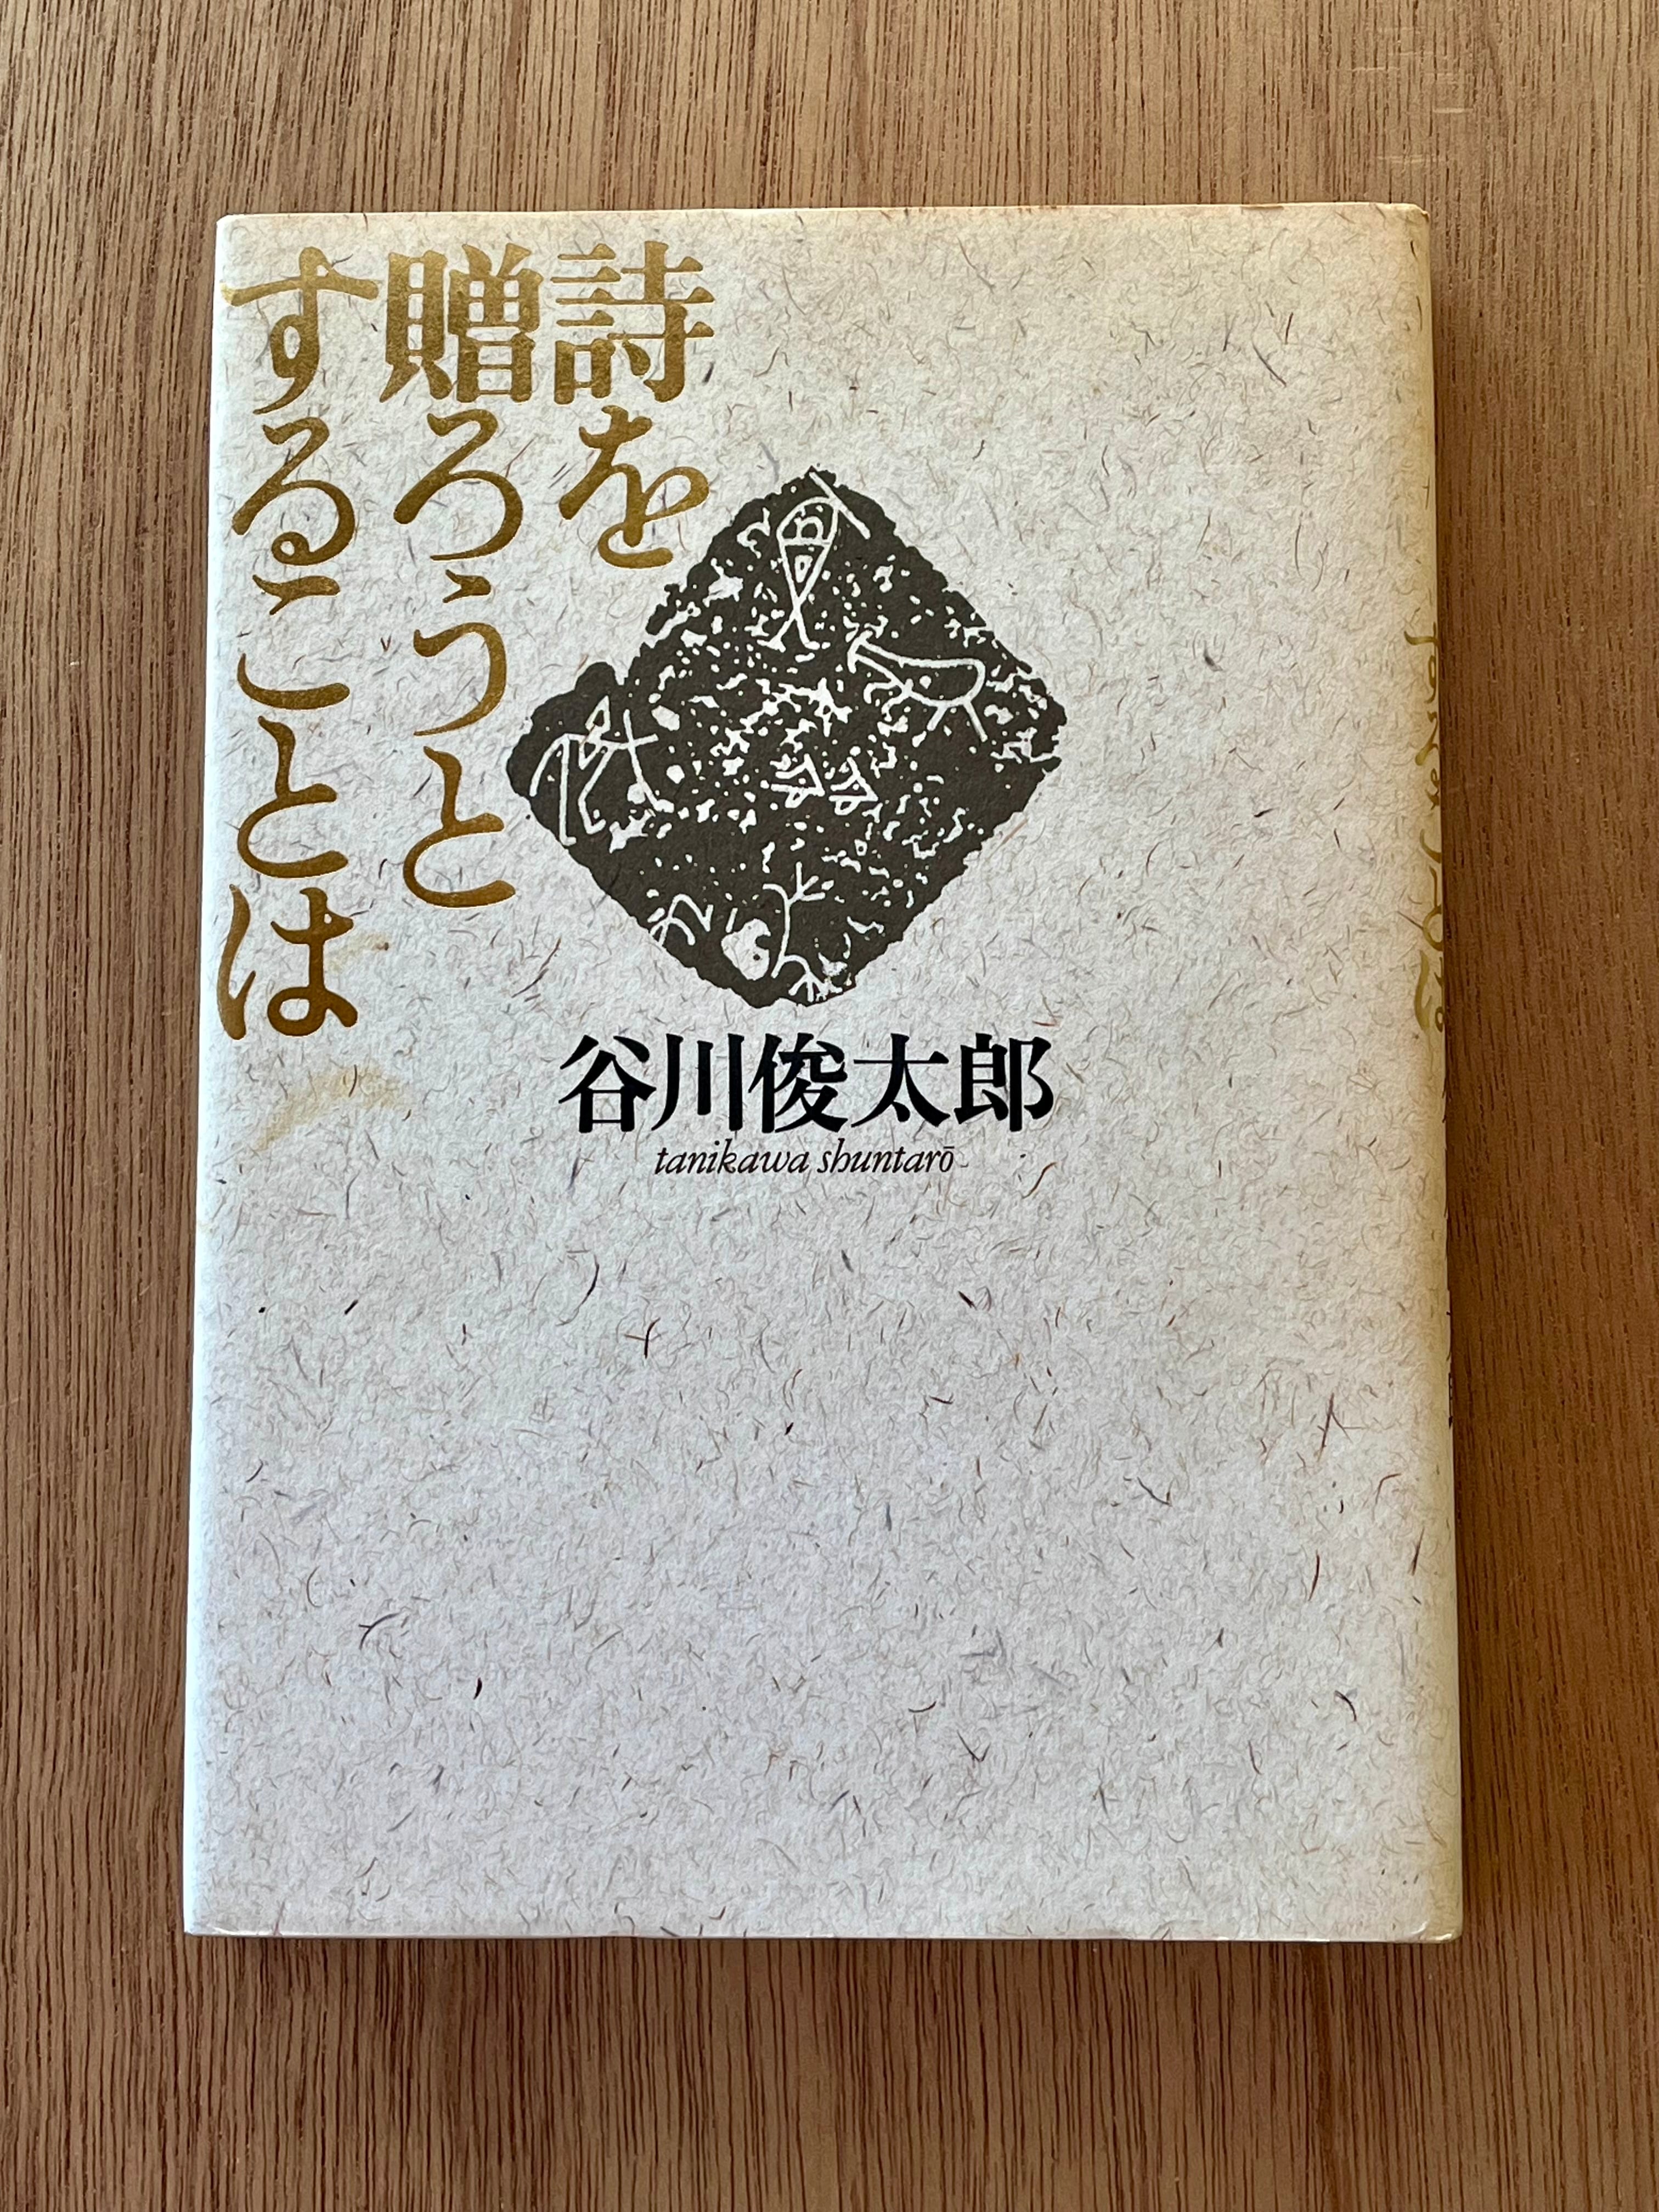 詩を
贈ろうと
することは
谷川俊太郎
tanikawa shuntarō